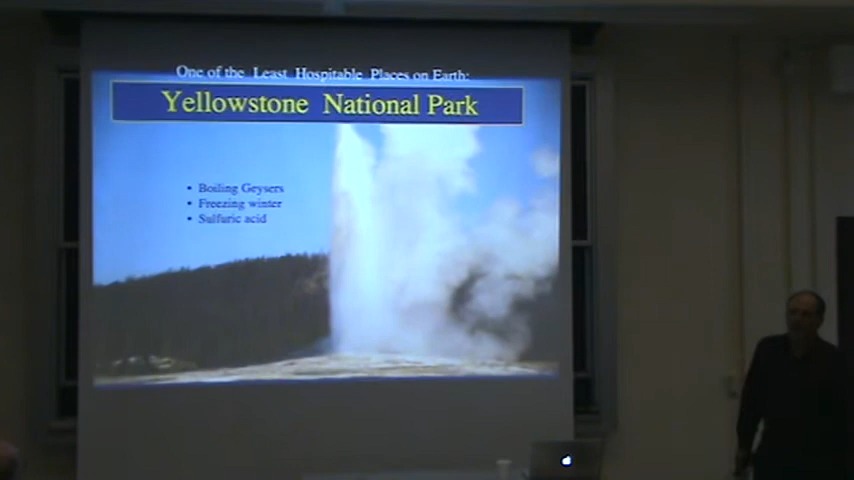 One of the Least Hospitable Places on Earth:
Yellowstone National Park
• Boiling Geysers
• Freezing winter
• Sulfuric acid